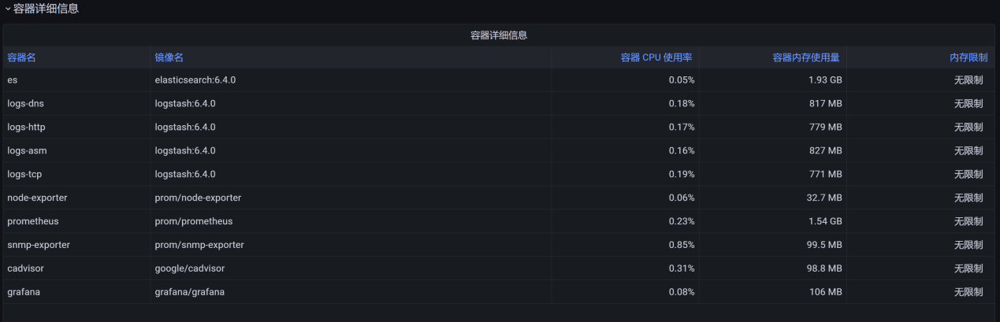 容器详细信息
容器详细信息
容器名 镜像名 容器 CPU 使用率 容器内存使用量 内存限制
es elasticsearch:6.4.0 0.05% 1.93 GB 无限制
logs-dns logstash:6.4.0 0.18% 817 MB 无限制
logs-http logstash:6.4.0 0.17% 779 MB 无限制
logs-asm logstash:6.4.0 0.16% 827 MB 无限制
logs-tcp logstash:6.4.0 0.19% 771 MB 无限制
node-exporter prom/node-exporter 0.06% 32.7 MB 无限制
prometheus prom/prometheus 0.23% 1.54 GB 无限制
snmp-exporter prom/snmp-exporter 0.85% 99.5 MB 无限制
cadvisor google/cadvisor 0.31% 98.8 MB 无限制
grafana grafana/grafana 0.08% 106 MB 无限制